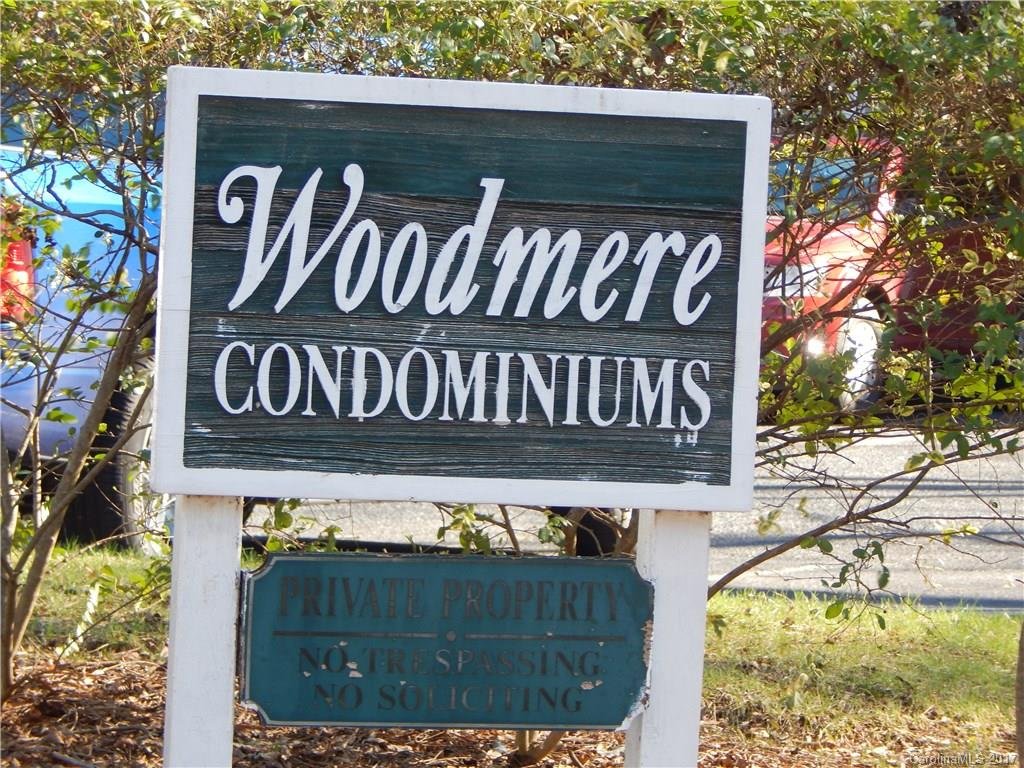 Woodmere
CONDOMINIUMS
PRIVATE PROPERTY
NO TRESPASSING
NO SOLICITING
CarolinaMLS 2017